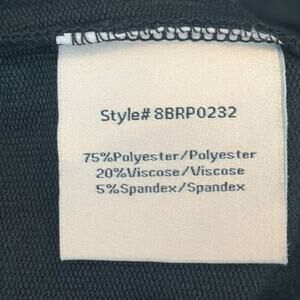 Style# 8BRP0232
75%Polyester/Polyester
20%Viscose/Viscose
5%Spandex/Spandex